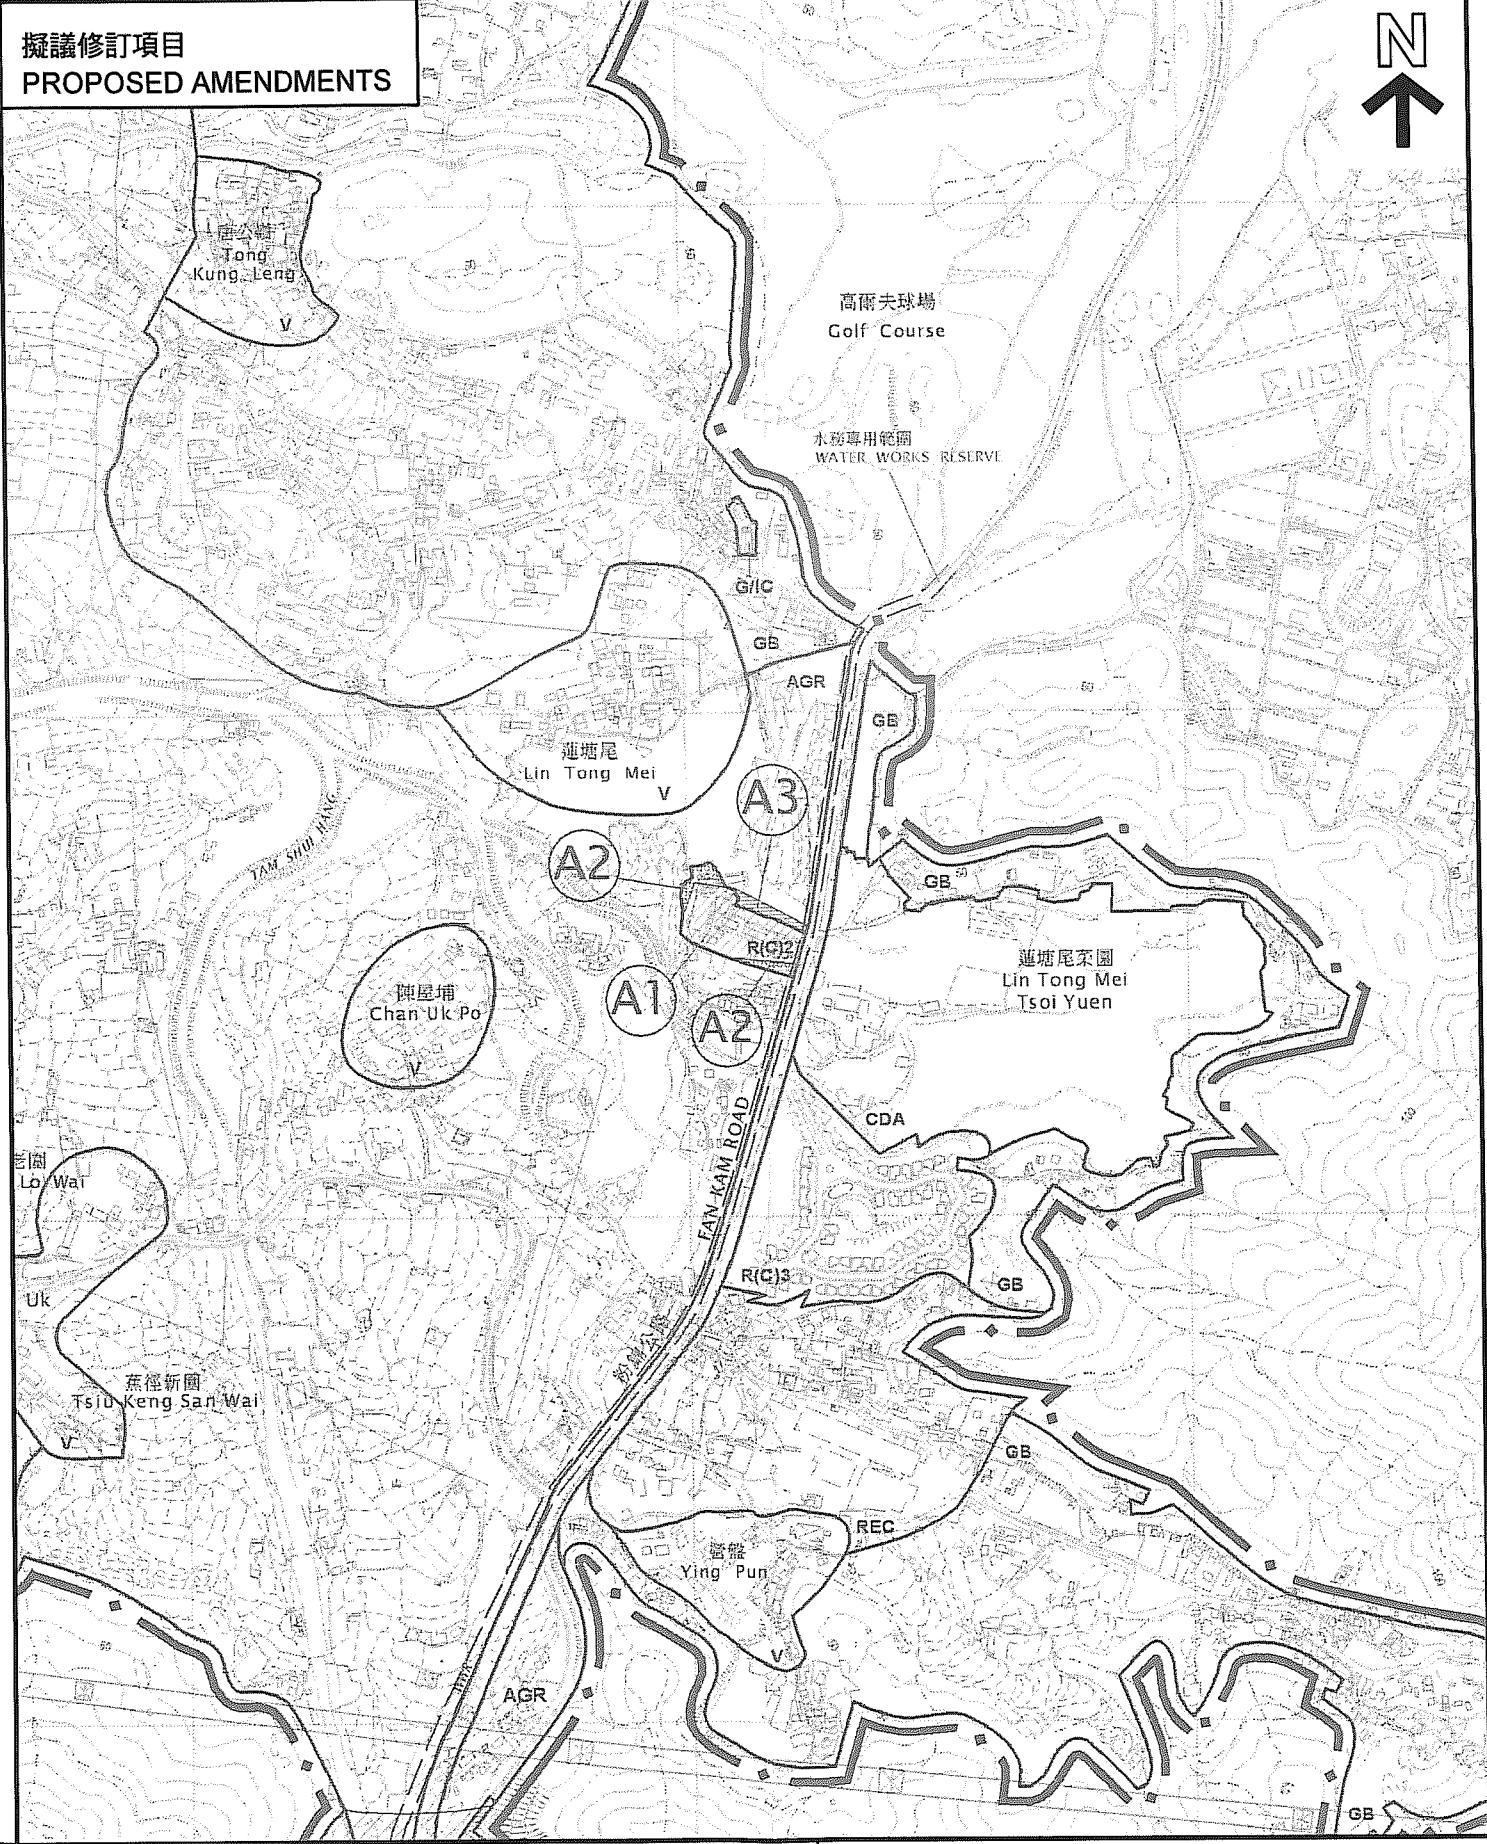 擬議修訂項目
PROPOSED AMENDMENTS
N
唐公嶺
Tong
Kung Leng
V
高爾夫球場
Golf Course
水務專用範圍
WATER WORKS RESERVE
G/IC
GB
AGR
GB
蓮塘尾
Lin Tong Mei
V
A3
A2
GB
R(C)2
蓮塘尾菜園
Lin Tong Mei
Tsoi Yuen
A1
A2
陳屋埔
Chan Uk Po
V
TAM SHUI HANG
CDA
FAN KAM ROAD
老圍
Lo Wai
R(C)3
GB
Uk
粉錦公路
蕉徑新圍
Tsiu Keng San Wai
V
GB
REC
營盤
Ying Pun
V
AGR
GB